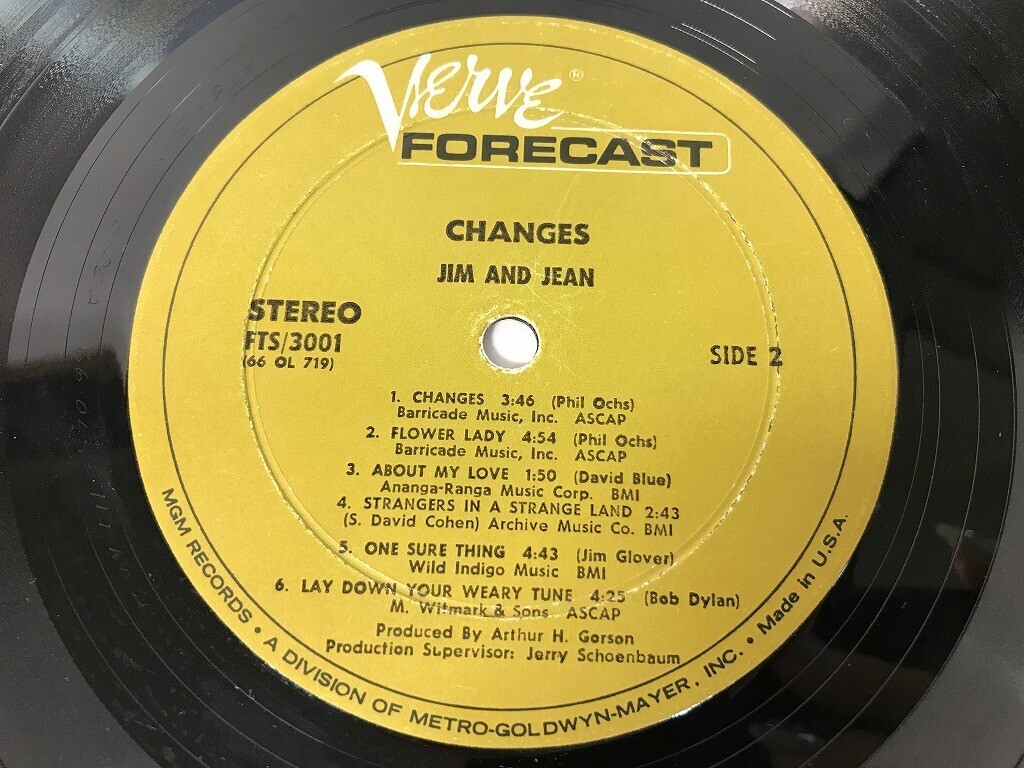 VERVE®
FORECAST
CHANGES
JIM AND JEAN
STEREO
FTS/3001
(66 OL 719)
SIDE 2
1. CHANGES 3:46 (Phil Ochs)
Barricade Music, Inc. ASCAP
2. FLOWER LADY 4:54 (Phil Ochs)
Barricade Music, Inc. ASCAP
3. ABOUT MY LOVE 1:50 (David Blue)
Ananga-Ranga Music Corp. BMI
4. STRANGERS IN A STRANGE LAND 2:43
(S. David Cohen) Archive Music Co. BMI
5. ONE SURE THING 4:43 (Jim Glover)
Wild Indigo Music BMI
6. LAY DOWN YOUR WEARY TUNE 4:25 (Bob Dylan)
M. Witmark & Sons ASCAP
Produced By Arthur H. Gorson
Production Supervisor: Jerry Schoenbaum
MGM RECORDS • A DIVISION OF METRO-GOLDWYN-MAYER, INC. • Made in U.S.A.